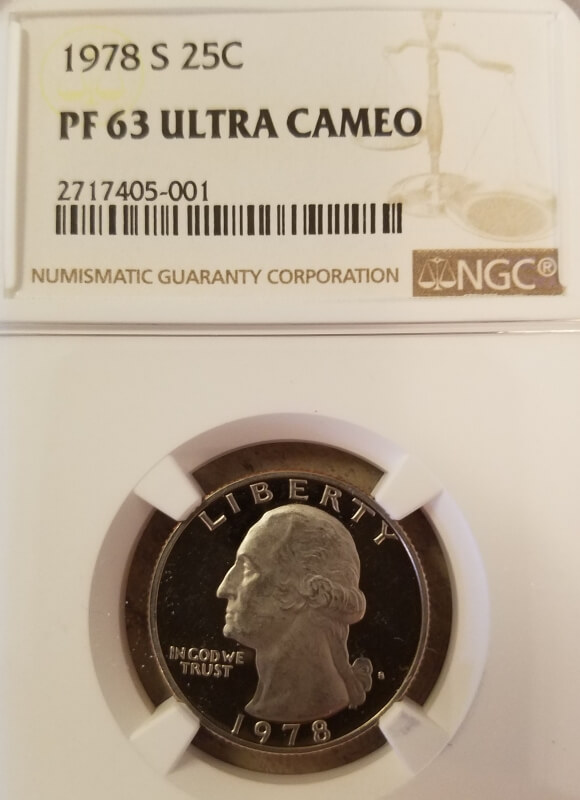 1978 S 25C
PF 63 ULTRA CAMEO
2717405-001
NUMISMATIC GUARANTY CORPORATION
NGC®
LIBERTY
IN GOD WE
TRUST
S
1978